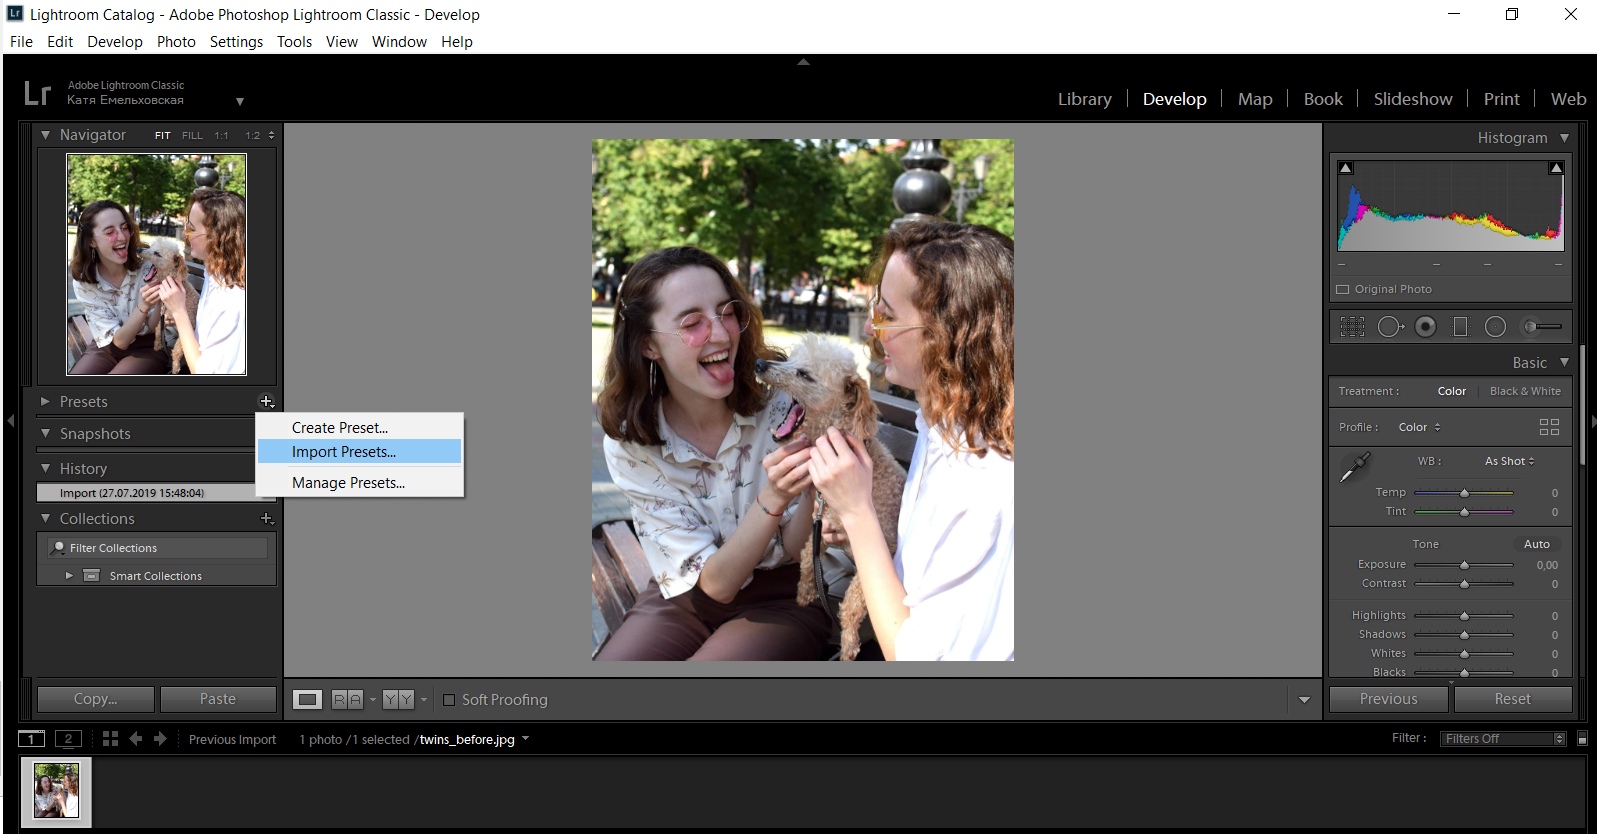 Lr Lightroom Catalog - Adobe Photoshop Lightroom Classic - Develop
File Edit Develop Photo Settings Tools View Window Help
Lr Adobe Lightroom Classic
Катя Емельховская
Library | Develop | Map | Book | Slideshow | Print | Web
Navigator FIT FILL 1:1 1:2
Histogram
Original Photo
Presets
Create Preset...
Import Presets...
Manage Presets...
Snapshots
History
Import (27.07.2019 15:48:04)
Collections
Filter Collections
Smart Collections
Basic
Treatment : Color Black & White
Profile : Color
WB : As Shot
Temp 0
Tint 0
Tone Auto
Exposure 0,00
Contrast 0
Highlights 0
Shadows 0
Whites 0
Blacks 0
Copy... Paste
R A Y Y Soft Proofing
Previous Reset
1 2 Previous Import 1 photo /1 selected /twins_before.jpg
Filter : Filters Off